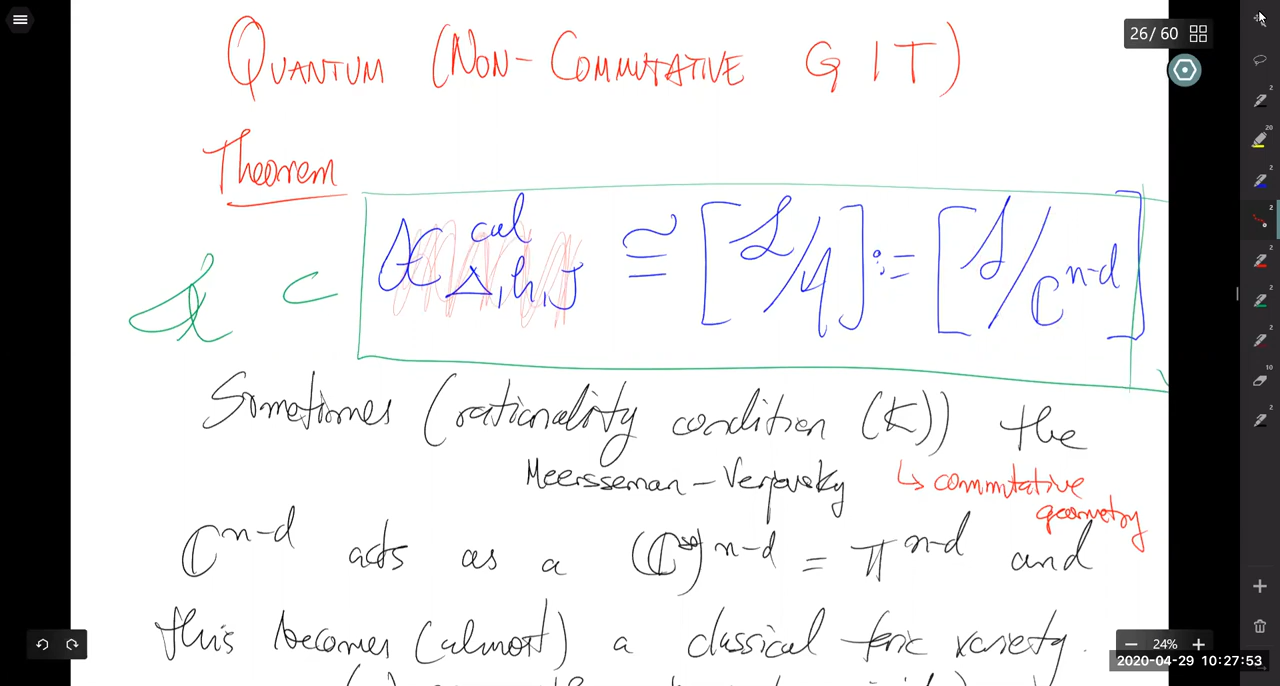 26/60
QUANTUM (NON-COMMUTATIVE GIT)
Theorem
𝒮 ⊂ 𝒳^cal_Δ,h,J ≅ [𝓛/𝒜] := [𝒮/ℂ^n-d]
Sometimes (rationality condition (K)) the
Meersseman-Verjovsky ↳ commutative
geometry
ℂ^n-d acts as a (ℂ*)^n-d = 𝕋^n-d and
this becomes (almost) a classical toric variety.
24%
2020-04-29 10:27:53